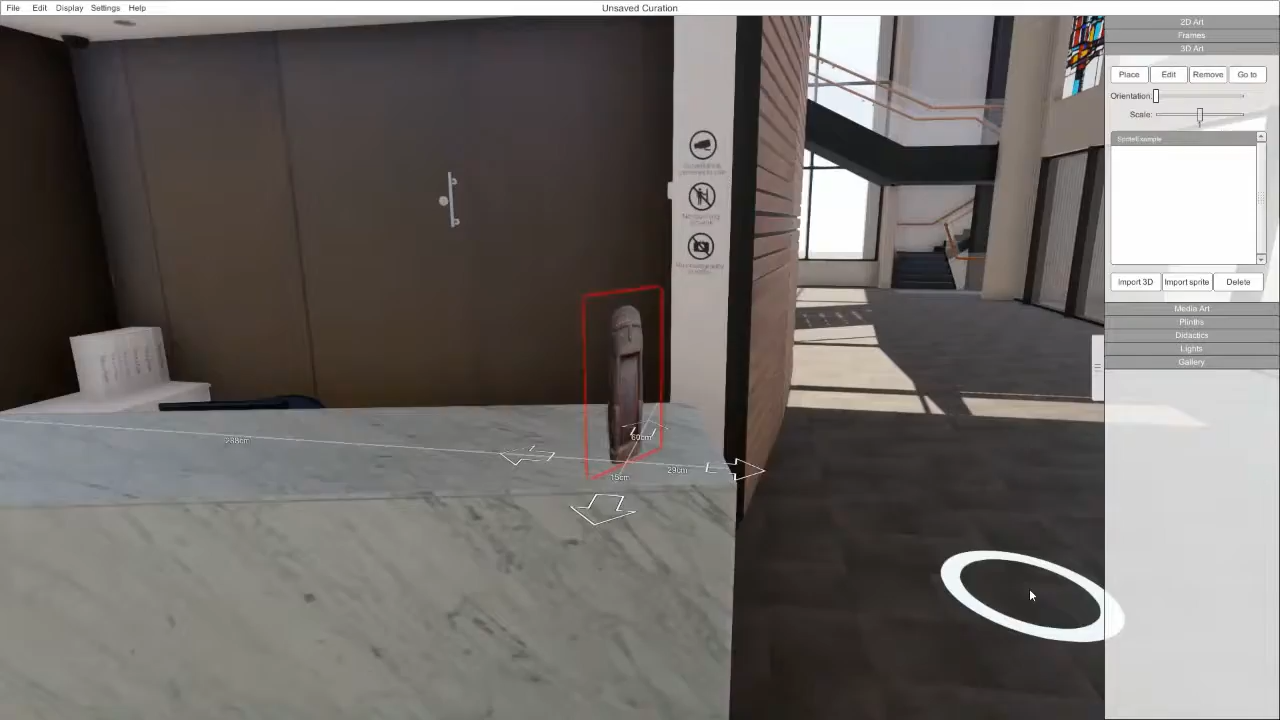 File Edit Display Settings Help
Unsaved Curation
2D Art
Frames
3D Art
Place Edit Remove Go to
Orientation:
Scale:
SpriteExample
Import 3D Import sprite Delete
Media Art
Plinths
Didactics
Lights
Gallery
288cm
60cm
29cm
15cm